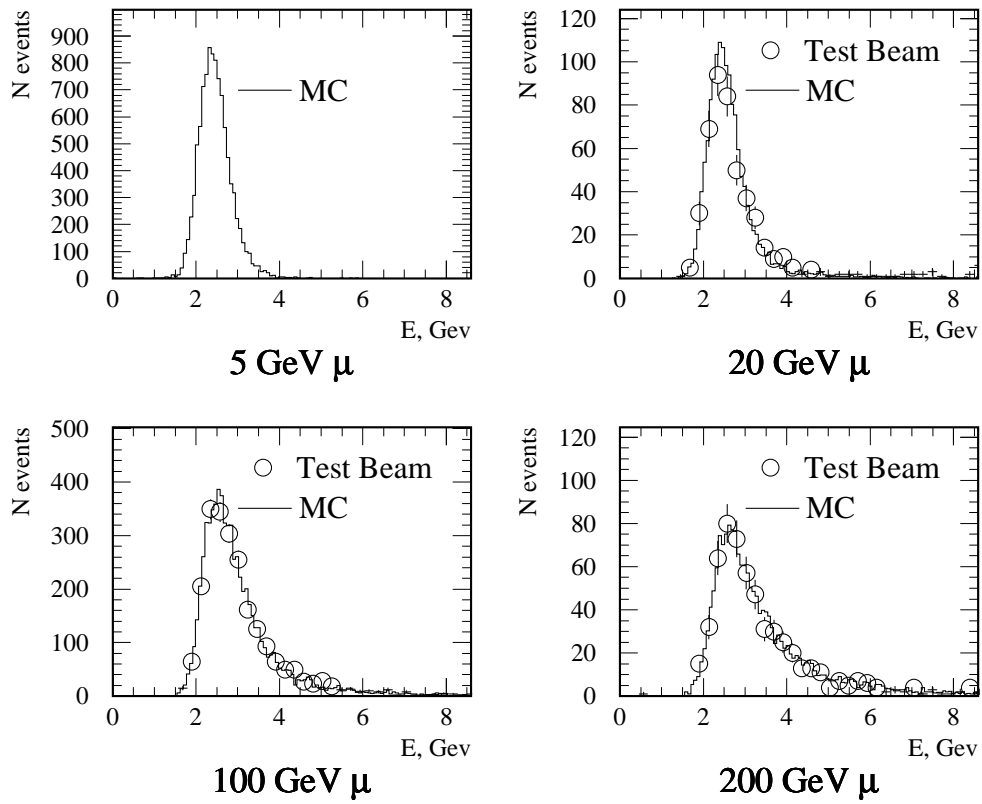 N events
900
800
700
600
500
400
300
200
100
0
MC
0 2 4 6 8
E, Gev
5 GeV μ
N events
120
100
80
60
40
20
0
Test Beam
MC
0 2 4 6 8
E, Gev
20 GeV μ
N events
500
400
300
200
100
0
Test Beam
MC
0 2 4 6 8
E, Gev
100 GeV μ
N events
120
100
80
60
40
20
0
Test Beam
MC
0 2 4 6 8
E, Gev
200 GeV μ